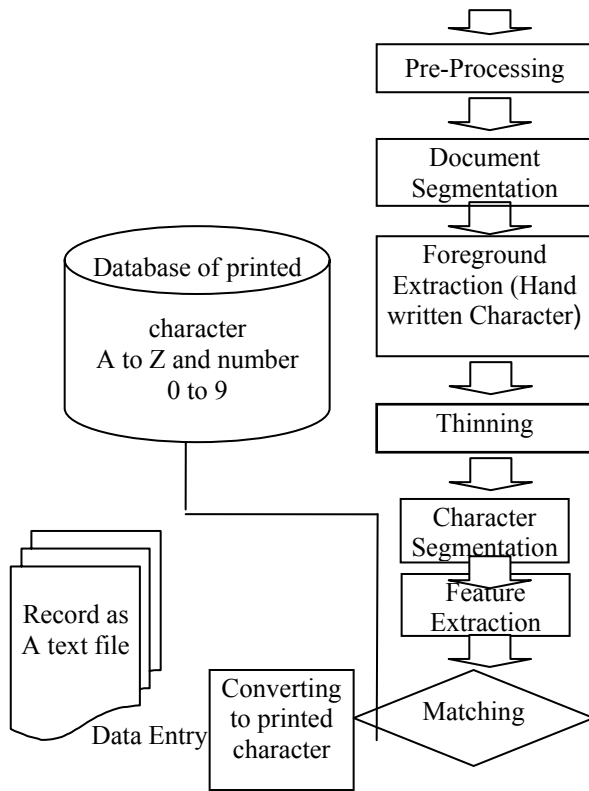 Pre-Processing
Document
Segmentation
Foreground
Extraction (Hand
written Character)
Thinning
Character
Segmentation
Feature
Extraction
Matching
Database of printed
character
A to Z and number
0 to 9
Converting
to printed
character
Data Entry
Record as
A text file